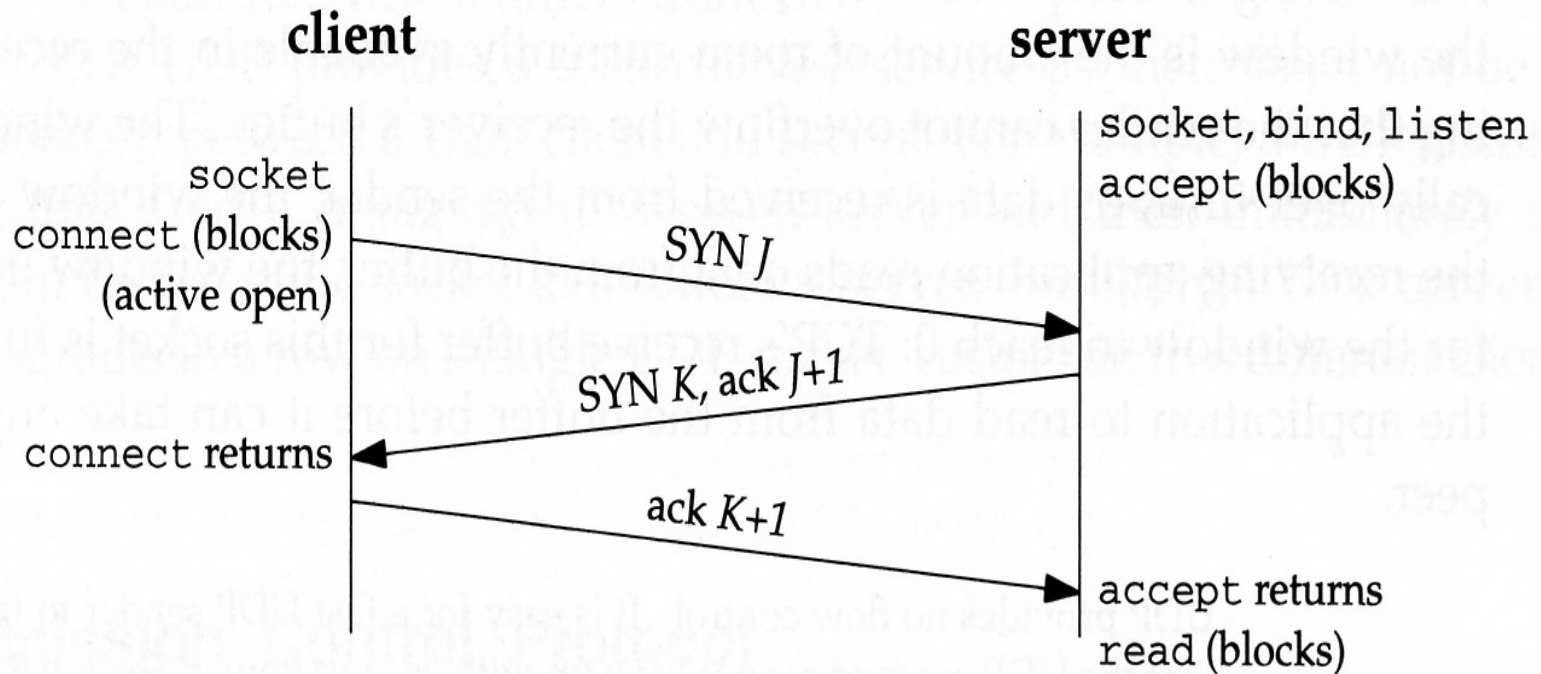 client
server
socket, bind, listen
accept (blocks)
socket
connect (blocks)
(active open)
SYN J
SYN K, ack J+1
connect returns
ack K+1
accept returns
read (blocks)